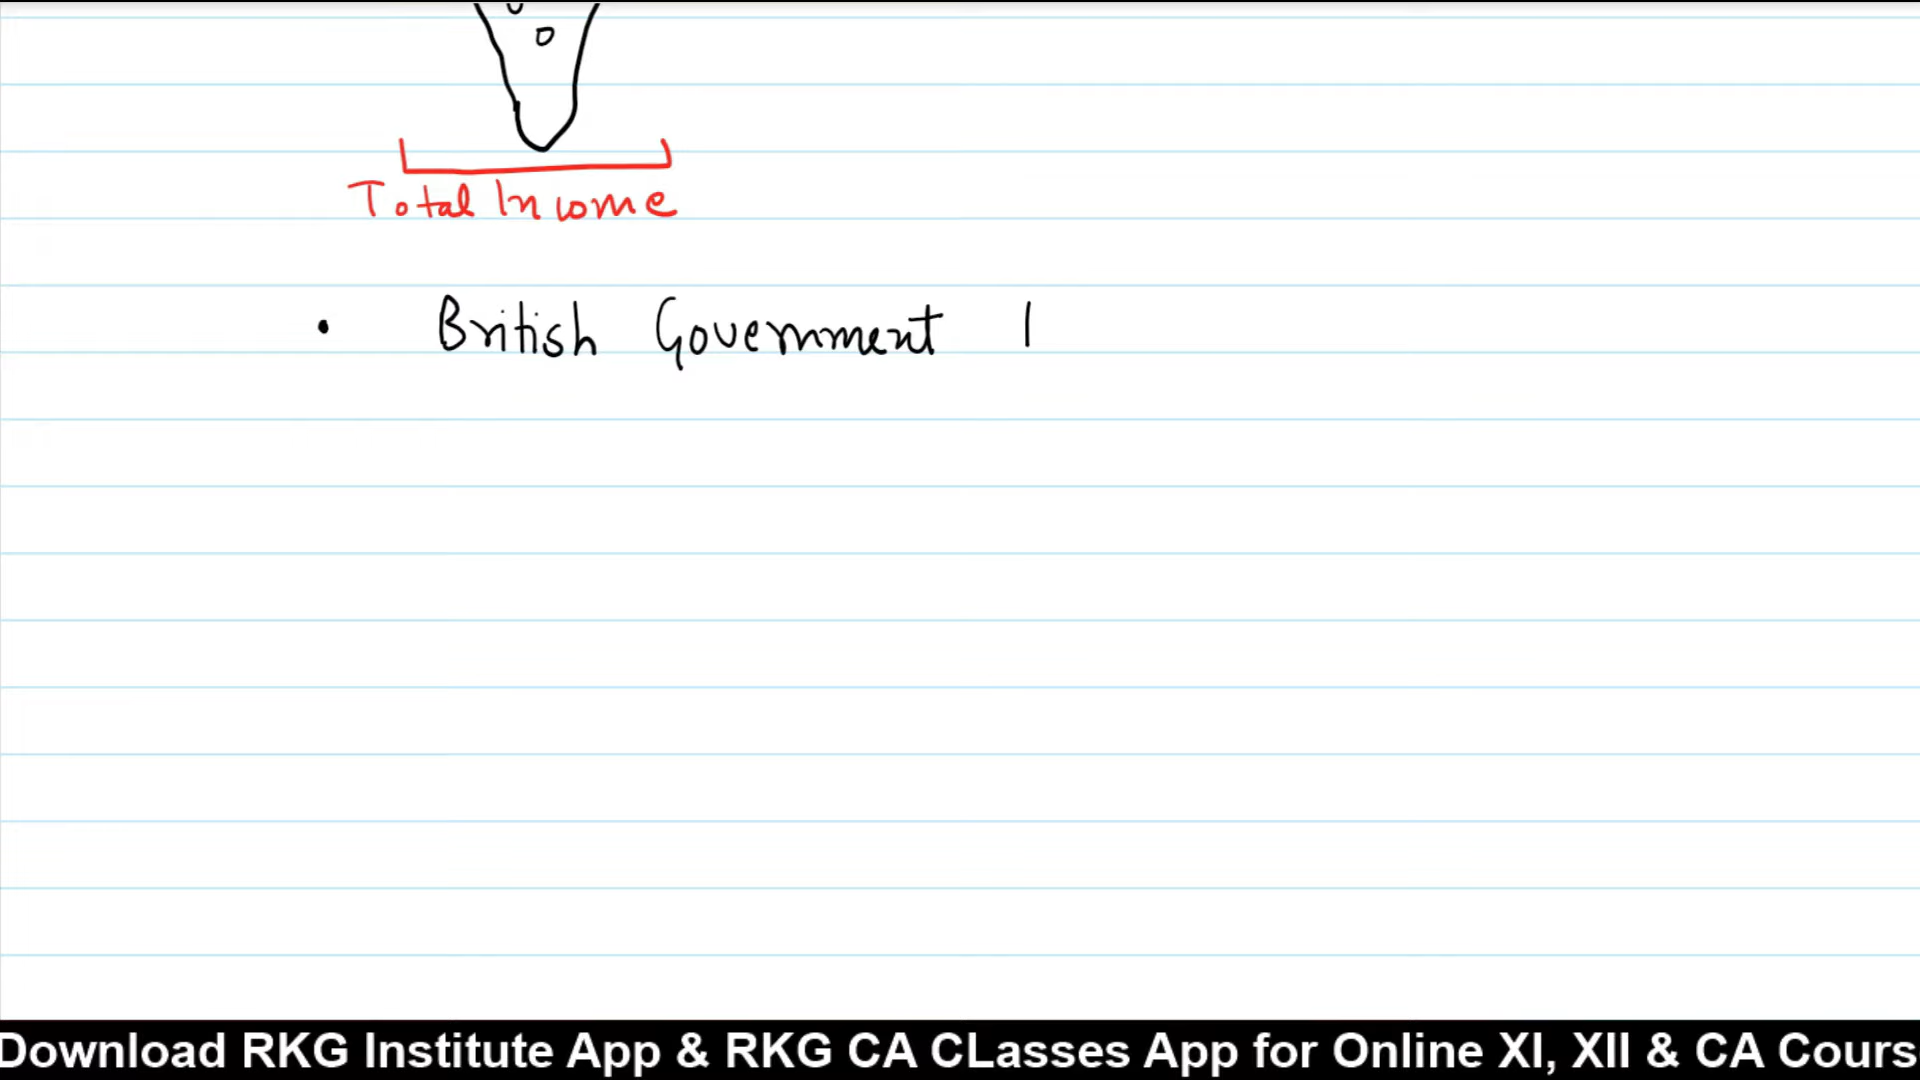 Total Income
• British Government
Download RKG Institute App & RKG CA CLasses App for Online XI, XII & CA Cours